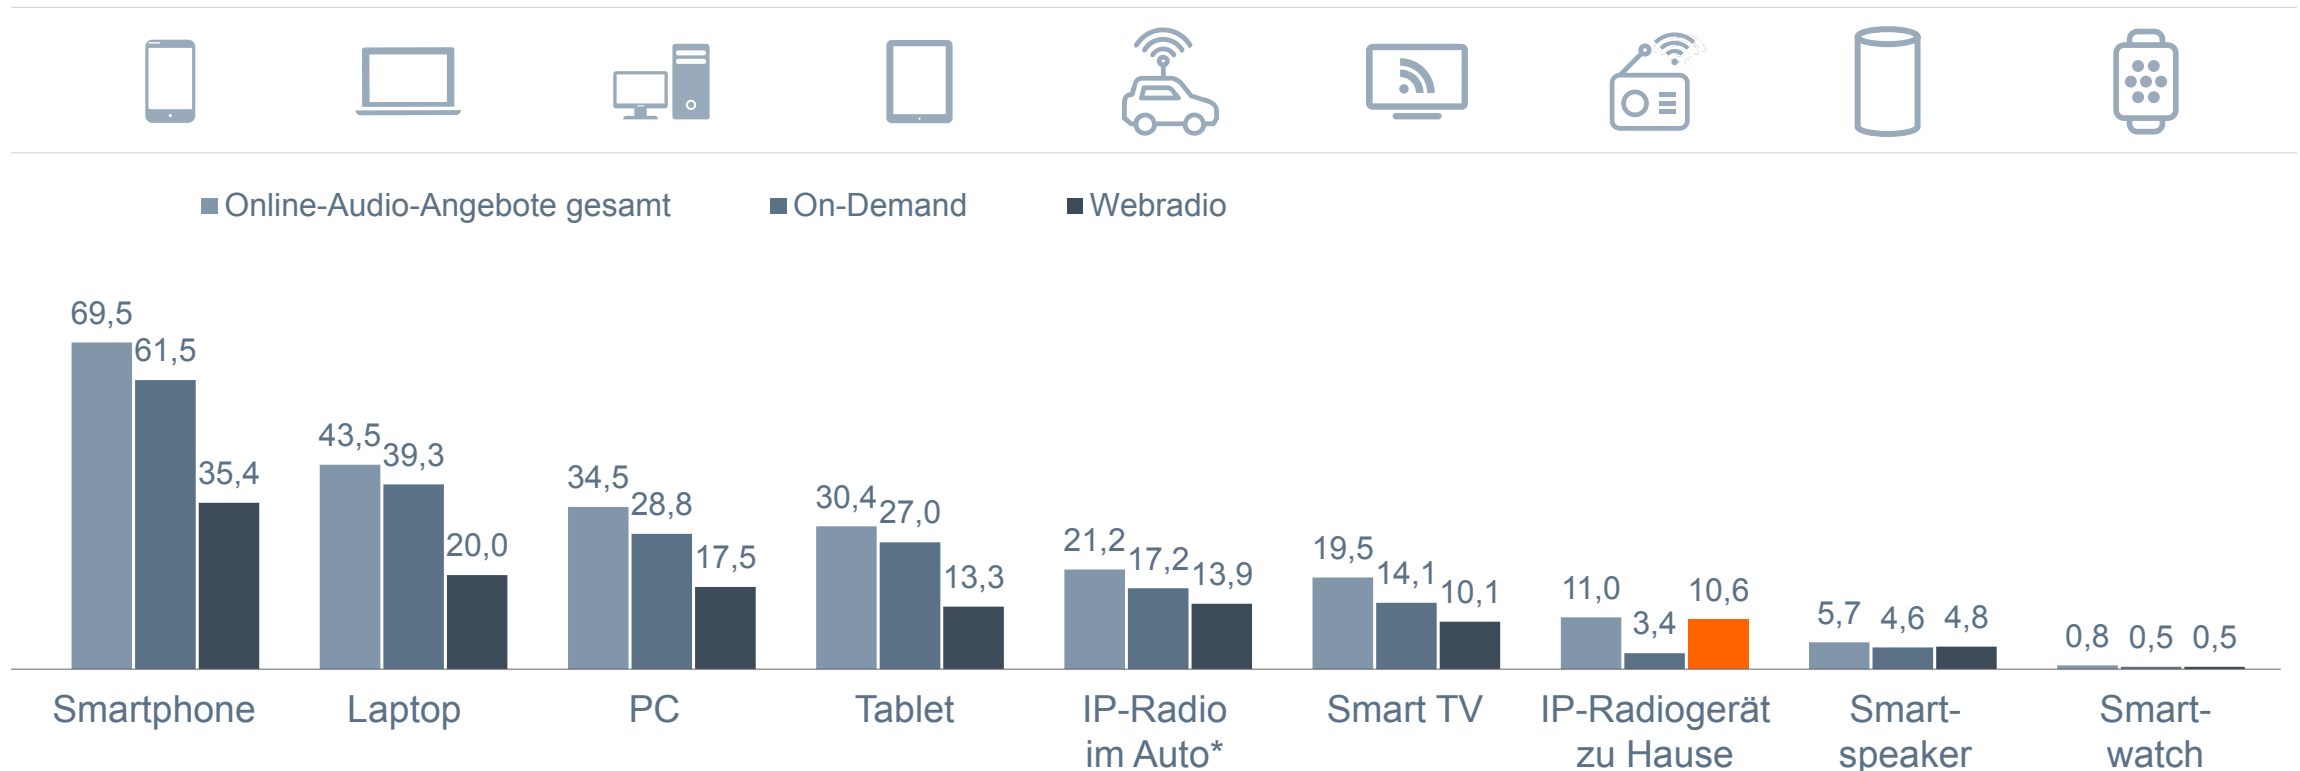 Online-Audio-Angebote gesamt On-Demand Webradio
69,5 61,5 35,4
43,5 39,3 20,0
34,5 28,8 17,5
30,4 27,0 13,3
21,2 17,2 13,9
19,5 14,1 10,1
11,0 3,4 10,6
5,7 4,6 4,8
0,8 0,5 0,5
Smartphone
Laptop
PC
Tablet
IP-Radio
im Auto*
Smart TV
IP-Radiogerät
zu Hause
Smart-
speaker
Smart-
watch